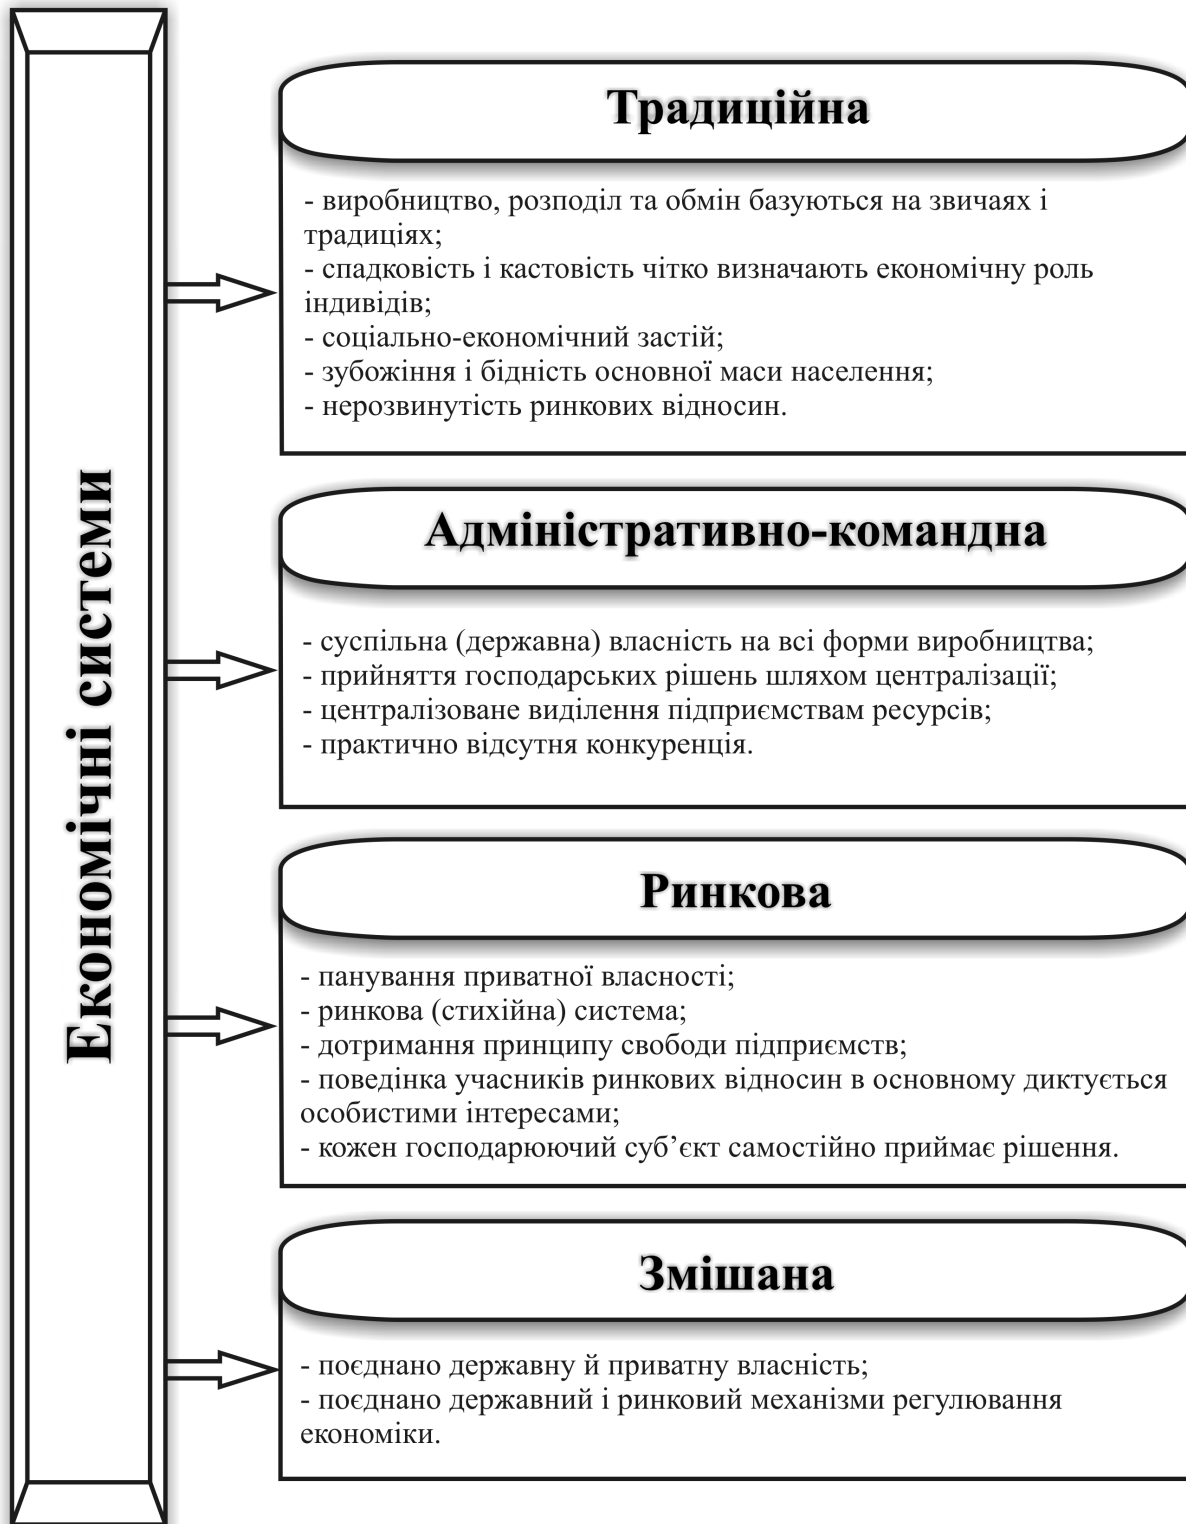 Економічні системи
Традиційна
- виробництво, розподіл та обмін базуються на звичаях і
традиціях;
- спадковість і кастовість чітко визначають економічну роль
індивідів;
- соціально-економічний застій;
- зубожіння і бідність основної маси населення;
- нерозвинутість ринкових відносин.
Адміністративно-командна
- суспільна (державна) власність на всі форми виробництва;
- прийняття господарських рішень шляхом централізації;
- централізоване виділення підприємствам ресурсів;
- практично відсутня конкуренція.
Ринкова
- панування приватної власності;
- ринкова (стихійна) система;
- дотримання принципу свободи підприємств;
- поведінка учасників ринкових відносин в основному диктується
особистими інтересами;
- кожен господарюючий суб’єкт самостійно приймає рішення.
Змішана
- поєднано державну й приватну власність;
- поєднано державний і ринковий механізми регулювання
економіки.